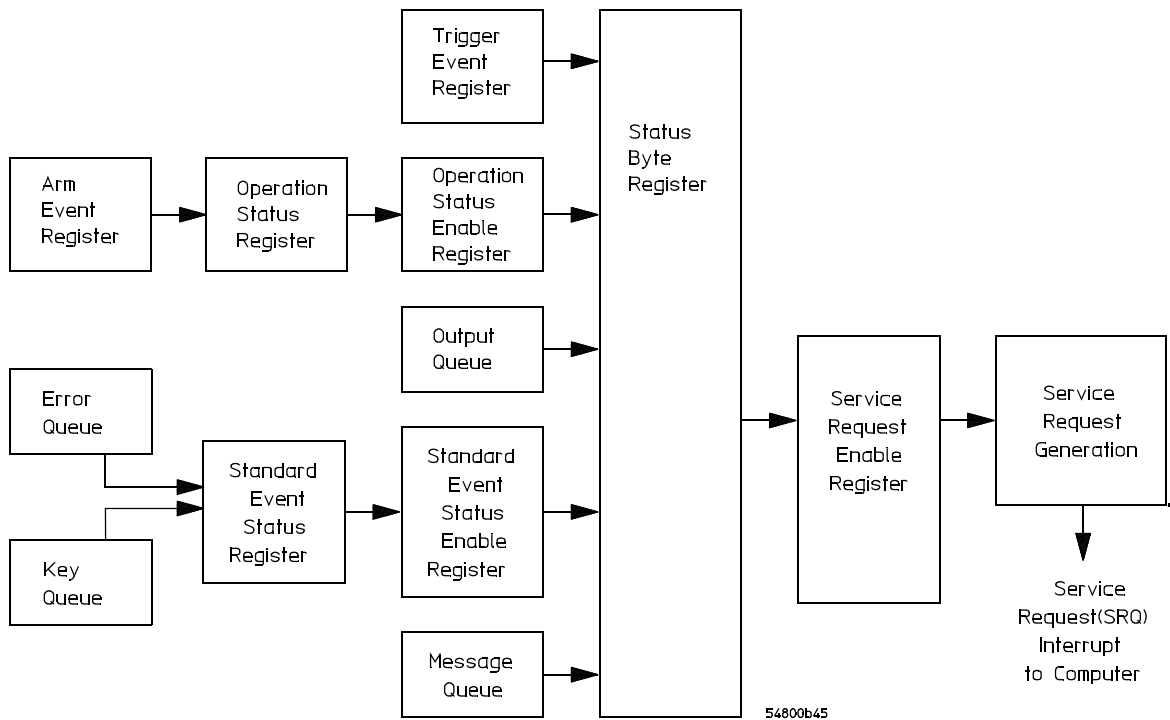 Trigger
Event
Register
Status
Byte
Register
Arm
Event
Register
Operation
Status
Register
Operation
Status
Enable
Register
Output
Queue
Error
Queue
Key
Queue
Standard
Event
Status
Register
Standard
Event
Status
Enable
Register
Message
Queue
Service
Request
Enable
Register
Service
Request
Generation
Service
Request(SRQ)
Interrupt
to Computer
54800b45